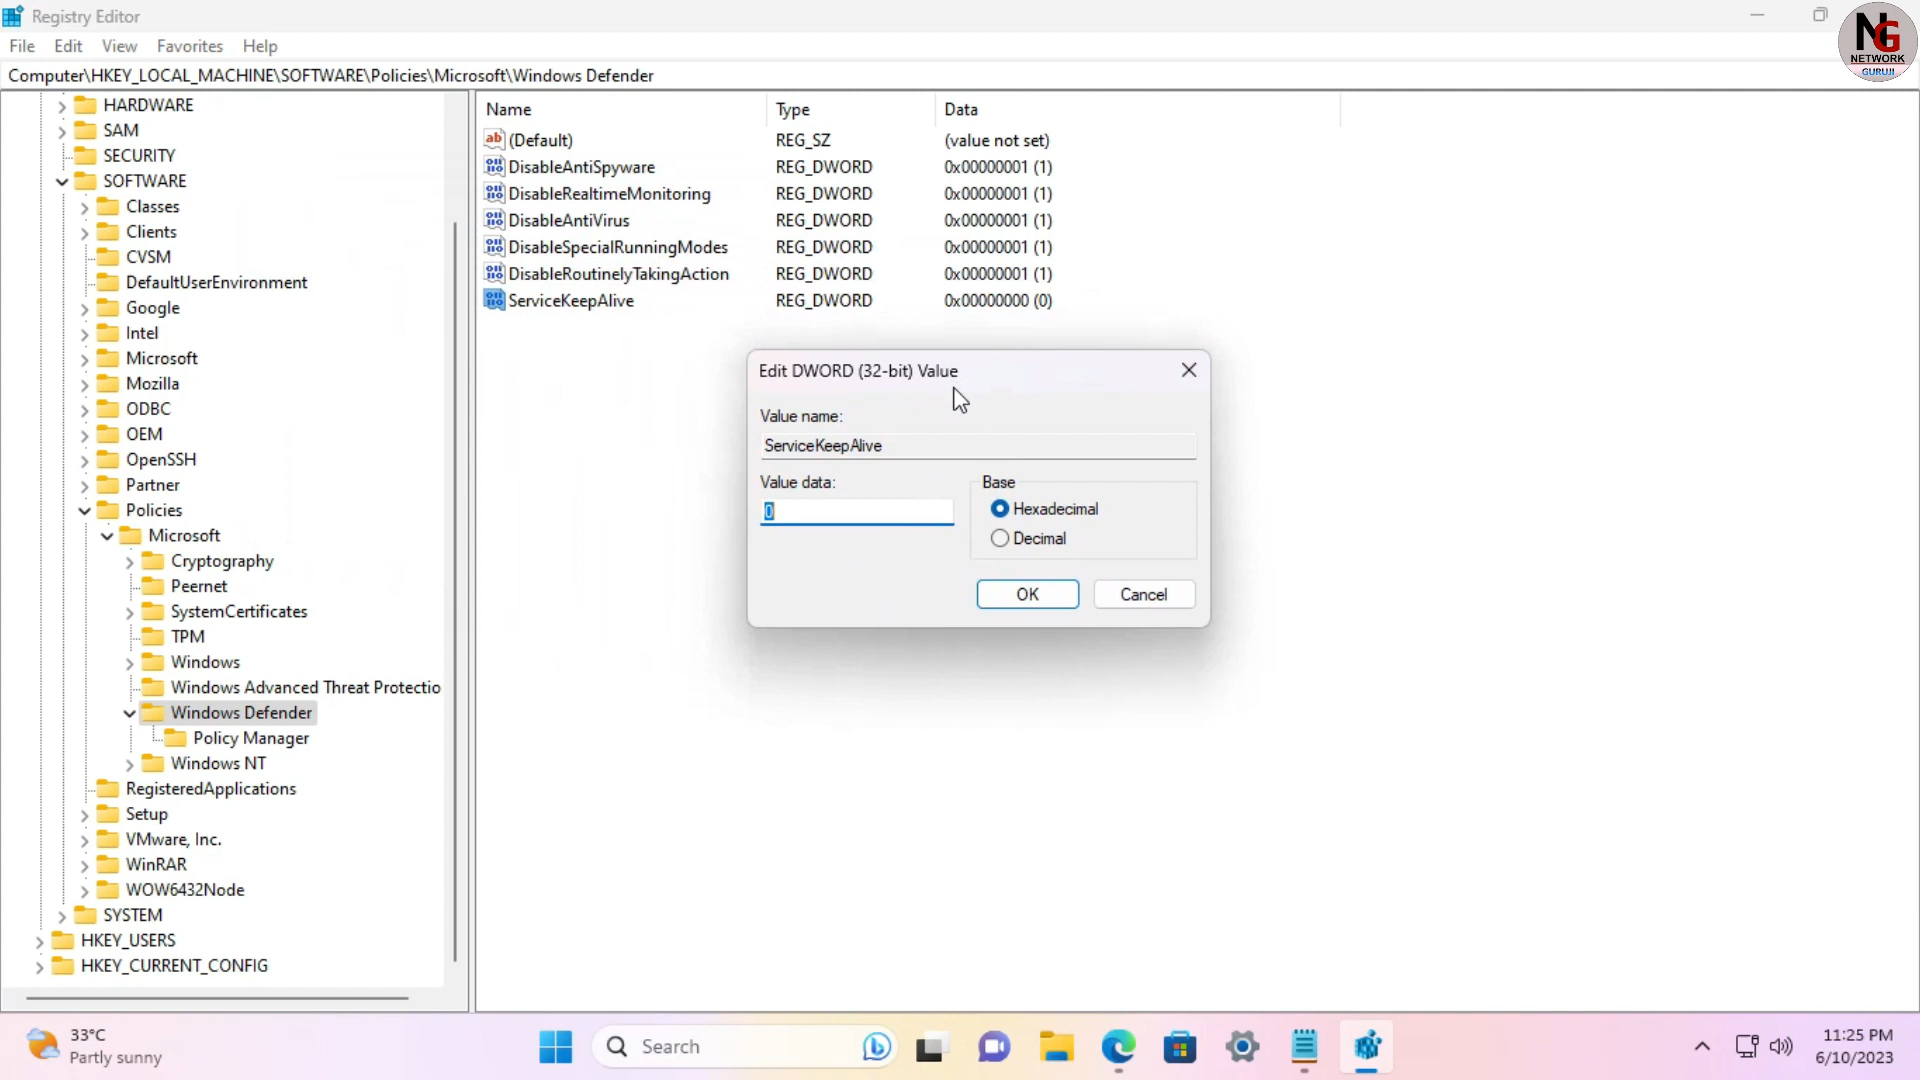 Registry Editor
File Edit View Favorites Help
NG
NETWORK
GURUJI
Computer\HKEY_LOCAL_MACHINE\SOFTWARE\Policies\Microsoft\Windows Defender
HARDWARE
SAM
SECURITY
SOFTWARE
Classes
Clients
CVSM
DefaultUserEnvironment
Google
Intel
Microsoft
Mozilla
ODBC
OEM
OpenSSH
Partner
Policies
Microsoft
Cryptography
Peernet
SystemCertificates
TPM
Windows
Windows Advanced Threat Protectio
Windows Defender
Policy Manager
Windows NT
RegisteredApplications
Setup
VMware, Inc.
WinRAR
WOW6432Node
SYSTEM
HKEY_USERS
HKEY_CURRENT_CONFIG
Name Type Data
(Default) REG_SZ (value not set)
DisableAntiSpyware REG_DWORD 0x00000001 (1)
DisableRealtimeMonitoring REG_DWORD 0x00000001 (1)
DisableAntiVirus REG_DWORD 0x00000001 (1)
DisableSpecialRunningModes REG_DWORD 0x00000001 (1)
DisableRoutinelyTakingAction REG_DWORD 0x00000001 (1)
ServiceKeepAlive REG_DWORD 0x00000000 (0)
Edit DWORD (32-bit) Value
Value name:
ServiceKeepAlive
Value data: Base
0 Hexadecimal
Decimal
OK Cancel
33°C
Partly sunny
Search
11:25 PM
6/10/2023